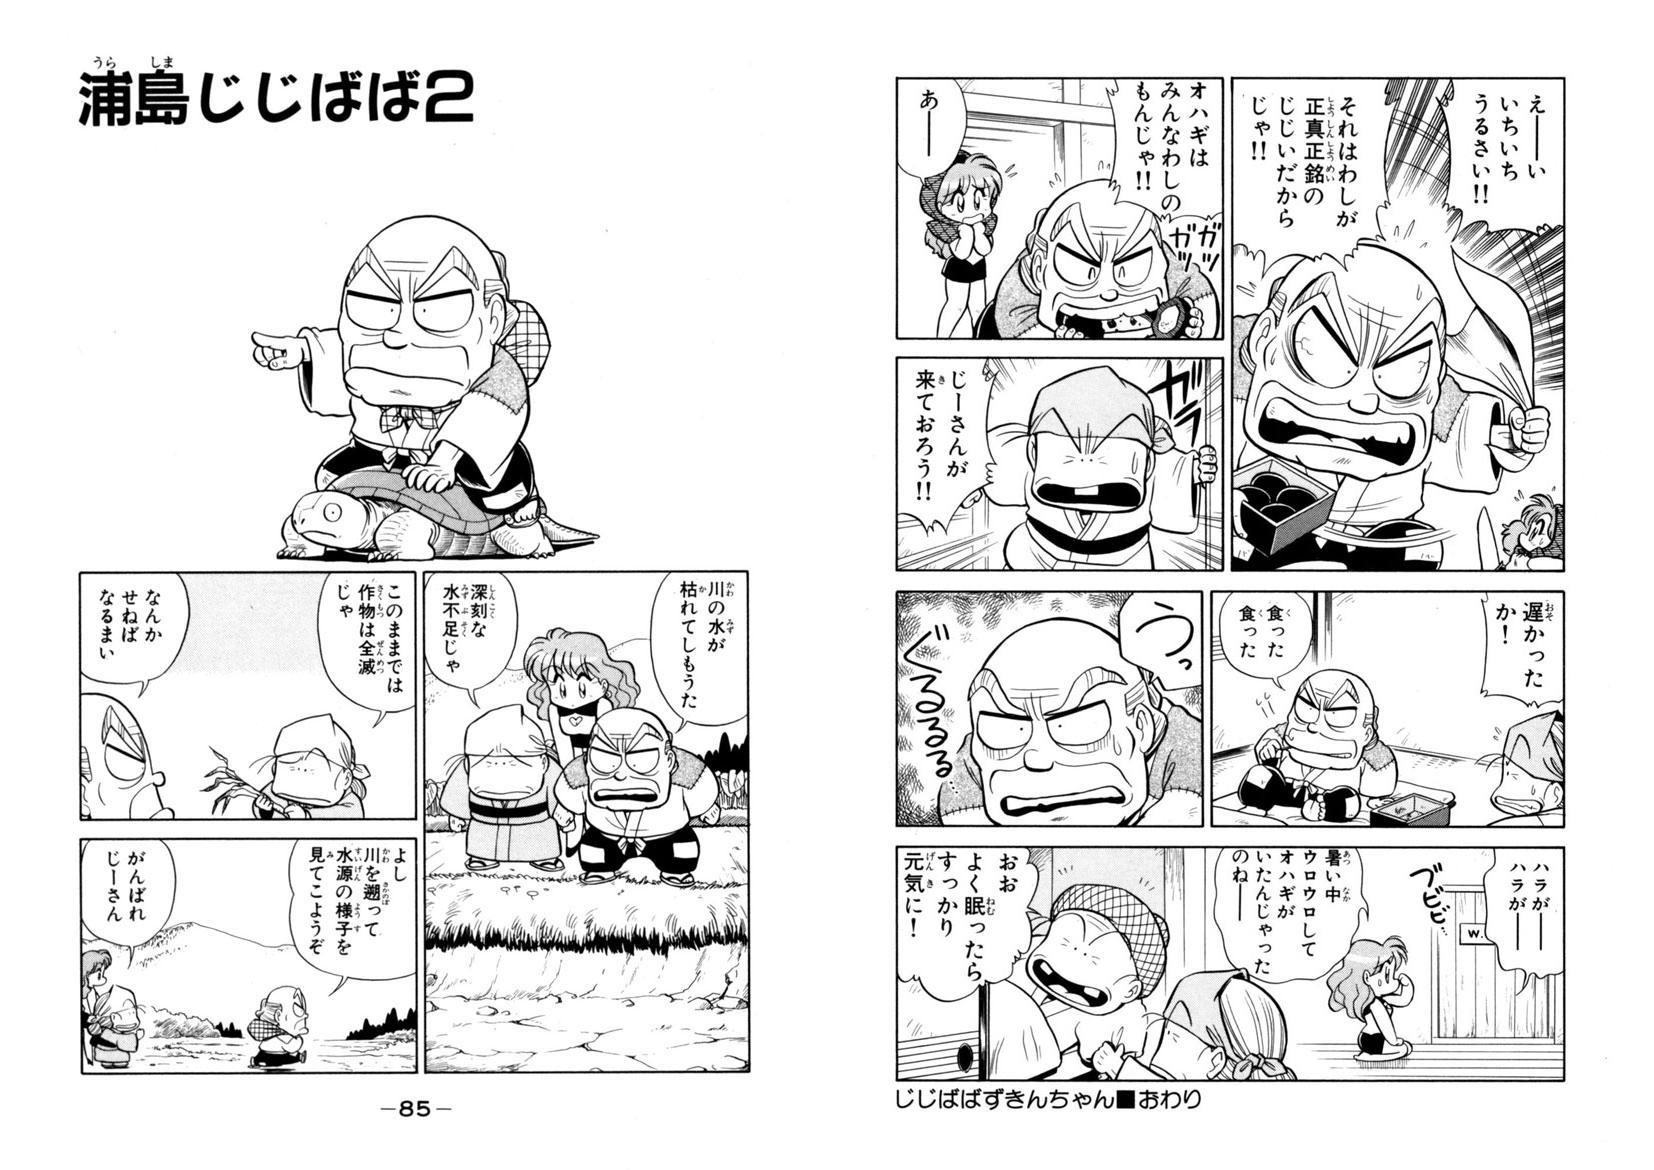 えーーい
いちいち
うるさい!!
それはわしが
正真正銘の
じじいだから
じゃ!!
オハギは
みんなわしの
もんじゃ!!
ガッ
ガッ
あーー
ガラッ
じーさんが
来ておろう!!
遅かった
か!
食った
食った
うっ
ぐるるるる…
ハラがーー
ハラがーー
ブビビ…
W.
暑い中
ウロウロして
オハギが
いたんじゃった
のねーー
おお
よく眠ったら
すっかり
元気に!
じじばばずきんちゃん■おわり
浦島じじばば2
川の水が
枯れてしもうた
深刻な
水不足じゃ
このままでは
作物は全滅
じゃ
なんか
せねば
なるまい
よし
川を遡って
水源の様子を
見てこようぞ
がんばれ
じーさん
—85—